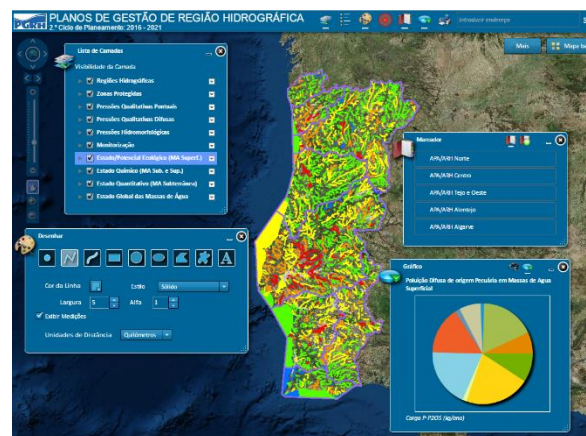 PGRH
PLANOS DE GESTÃO DE REGIÃO HIDROGRÁFICA
2.º Ciclo de Planeamento: 2016 - 2021
Introduzir endereço
Mais
Mapa ba
Lista de Camadas
Visibilidade da Camada
Regiões Hidrográficas
Zonas Protegidas
Pressões Qualitativas Pontuais
Pressões Qualitativas Difusas
Pressões Hidromorfológicas
Monitorização
Estado/Potencial Ecológico (MA Superf.)
Estado Químico (MA Sub. e Sup.)
Estado Quantitativo (MA Subterrânea)
Estado Global das Massas de Água
Marcador
APA/ARH Norte
APA/ARH Centro
APA/ARH Tejo e Oeste
APA/ARH Alentejo
APA/ARH Algarve
Desenhar
A
Cor da Linha Estilo Sólido
Largura 5 Alfa 1
Exibir Medições
Unidades de Distância Quilómetros
Gráfico
Poluição Difusa de origem Pecuária em Massas de Água
Superficial
Carga P P2O5 (kg/ano)